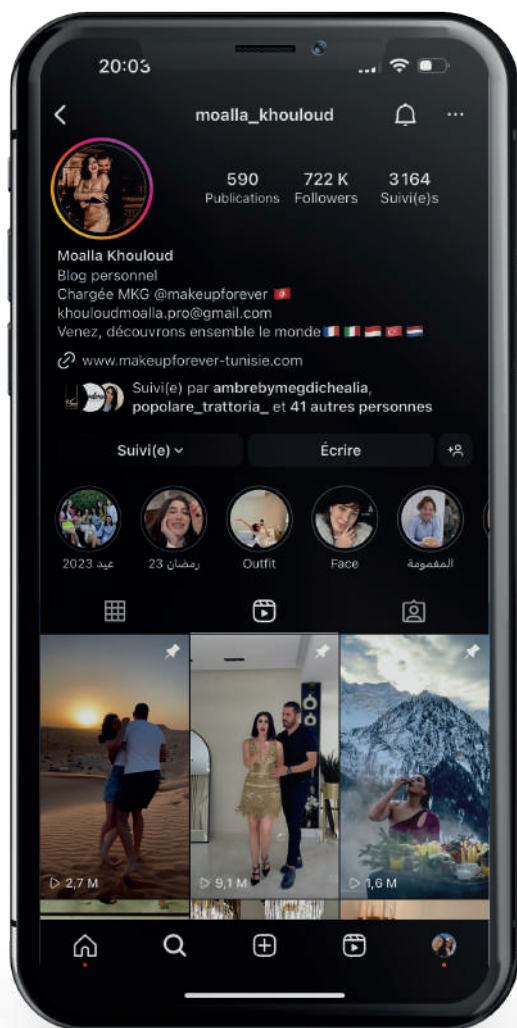 20:03
moalla_khouloud
590 722 K 3164
Publications Followers Suivi(e)s
Moalla Khouloud
Blog personnel
Chargée MKG @makeupforever 🇹🇳
khouloudmoalla.pro@gmail.com
Venez, découvrons ensemble le monde
www.makeupforever-tunisie.com
Suivi(e) par ambrebymegdichealia,
popolare_trattoria_ et 41 autres personnes
Suivi(e) Écrire
عيد 2023 رمضان 23 Outfit Face المغمومة
2,7 M 9,1 M 1,6 M